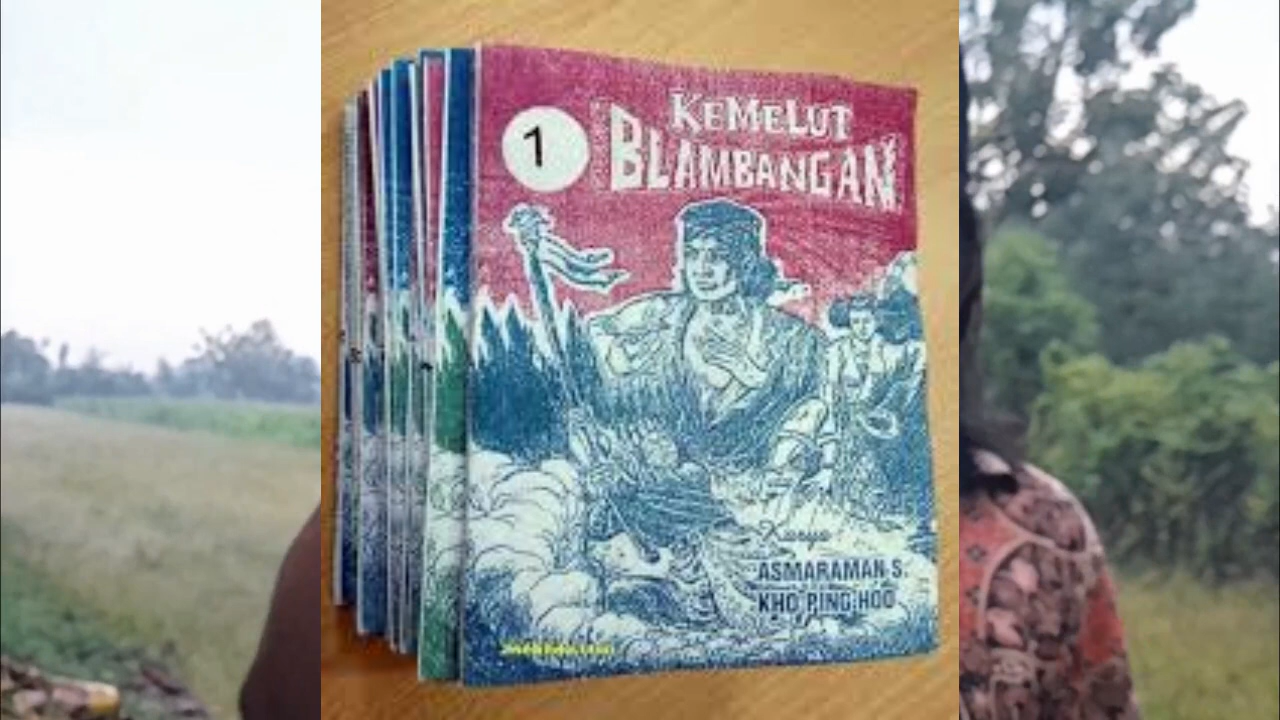 1
KEMELUT
BLAMBANGAN
Karya
ASMARAMAN S.
KHO PING HOO